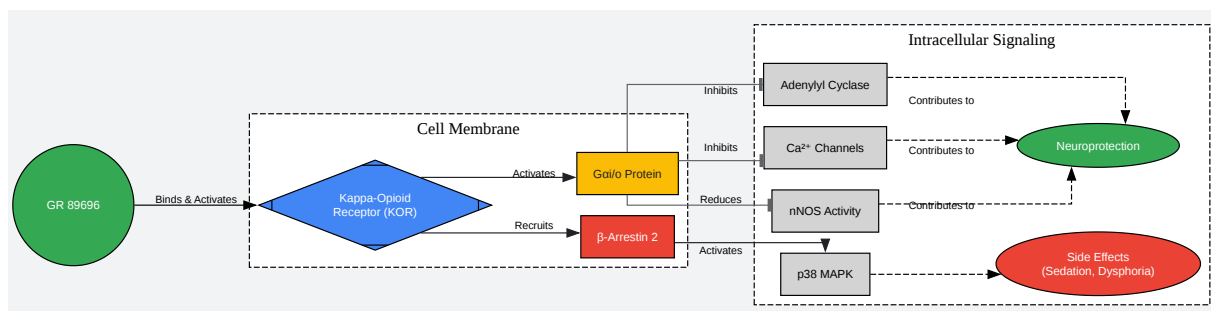 Intracellular Signaling
Adenylyl Cyclase
Inhibits
Contributes to
Cell Membrane
Inhibits
Ca²⁺ Channels
Contributes to
Neuroprotection
Gαi/o Protein
Activates
GR 89696
Binds & Activates
Kappa-Opioid
Receptor (KOR)
Reduces
nNOS Activity
Contributes to
Recruits
β-Arrestin 2
Activates
p38 MAPK
Side Effects
(Sedation, Dysphoria)